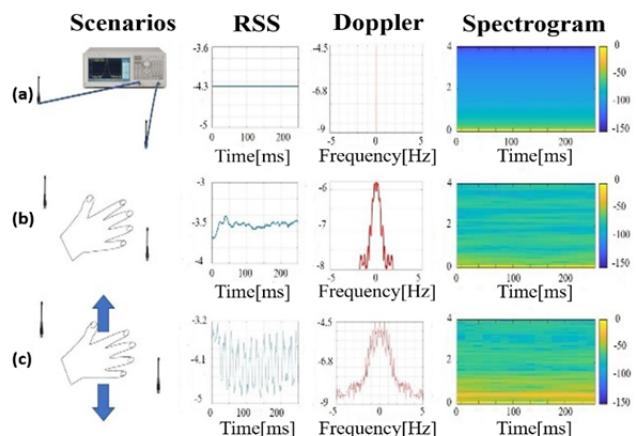 Scenarios RSS Doppler Spectrogram
(a)
-3.6
-4.3
-5
0 200
Time[ms]
-4.5
-6.8
-9
-5 0 5
Frequency[Hz]
4
2
0
0 100 200
Time[ms]
0
-50
-100
-150
(b)
-3
-3.5
-4
0 200
Time[ms]
-6
-7
-8
-5 0 5
Frequency[Hz]
4
2
0
0 100 200
Time[ms]
0
-50
-100
-150
(c)
-3.2
-4.1
-5
0 200
Time[ms]
-4.5
-6.8
-9
-5 0 5
Frequency[Hz]
4
2
0
0 100 200
Time[ms]
0
-50
-100
-150